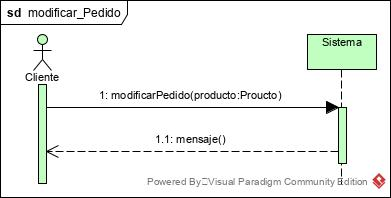 sd modificar_Pedido
Cliente
Sistema
1: modificarPedido(producto:Proucto)
1.1: mensaje()
Powered By Visual Paradigm Community Edition